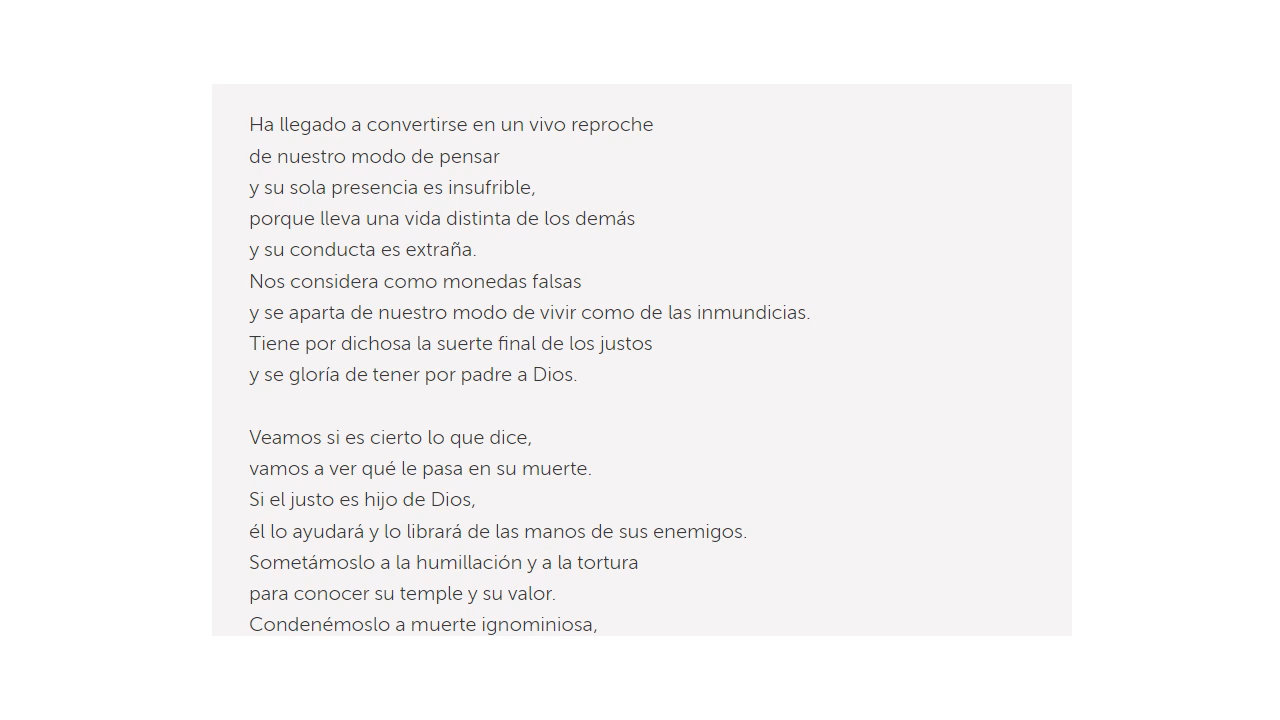 Ha llegado a convertirse en un vivo reproche
de nuestro modo de pensar
y su sola presencia es insufrible,
porque lleva una vida distinta de los demás
y su conducta es extraña.
Nos considera como monedas falsas
y se aparta de nuestro modo de vivir como de las inmundicias.
Tiene por dichosa la suerte final de los justos
y se gloría de tener por padre a Dios.
Veamos si es cierto lo que dice,
vamos a ver qué le pasa en su muerte.
Si el justo es hijo de Dios,
él lo ayudará y lo librará de las manos de sus enemigos.
Sometámoslo a la humillación y a la tortura
para conocer su temple y su valor.
Condenémoslo a muerte ignominiosa,